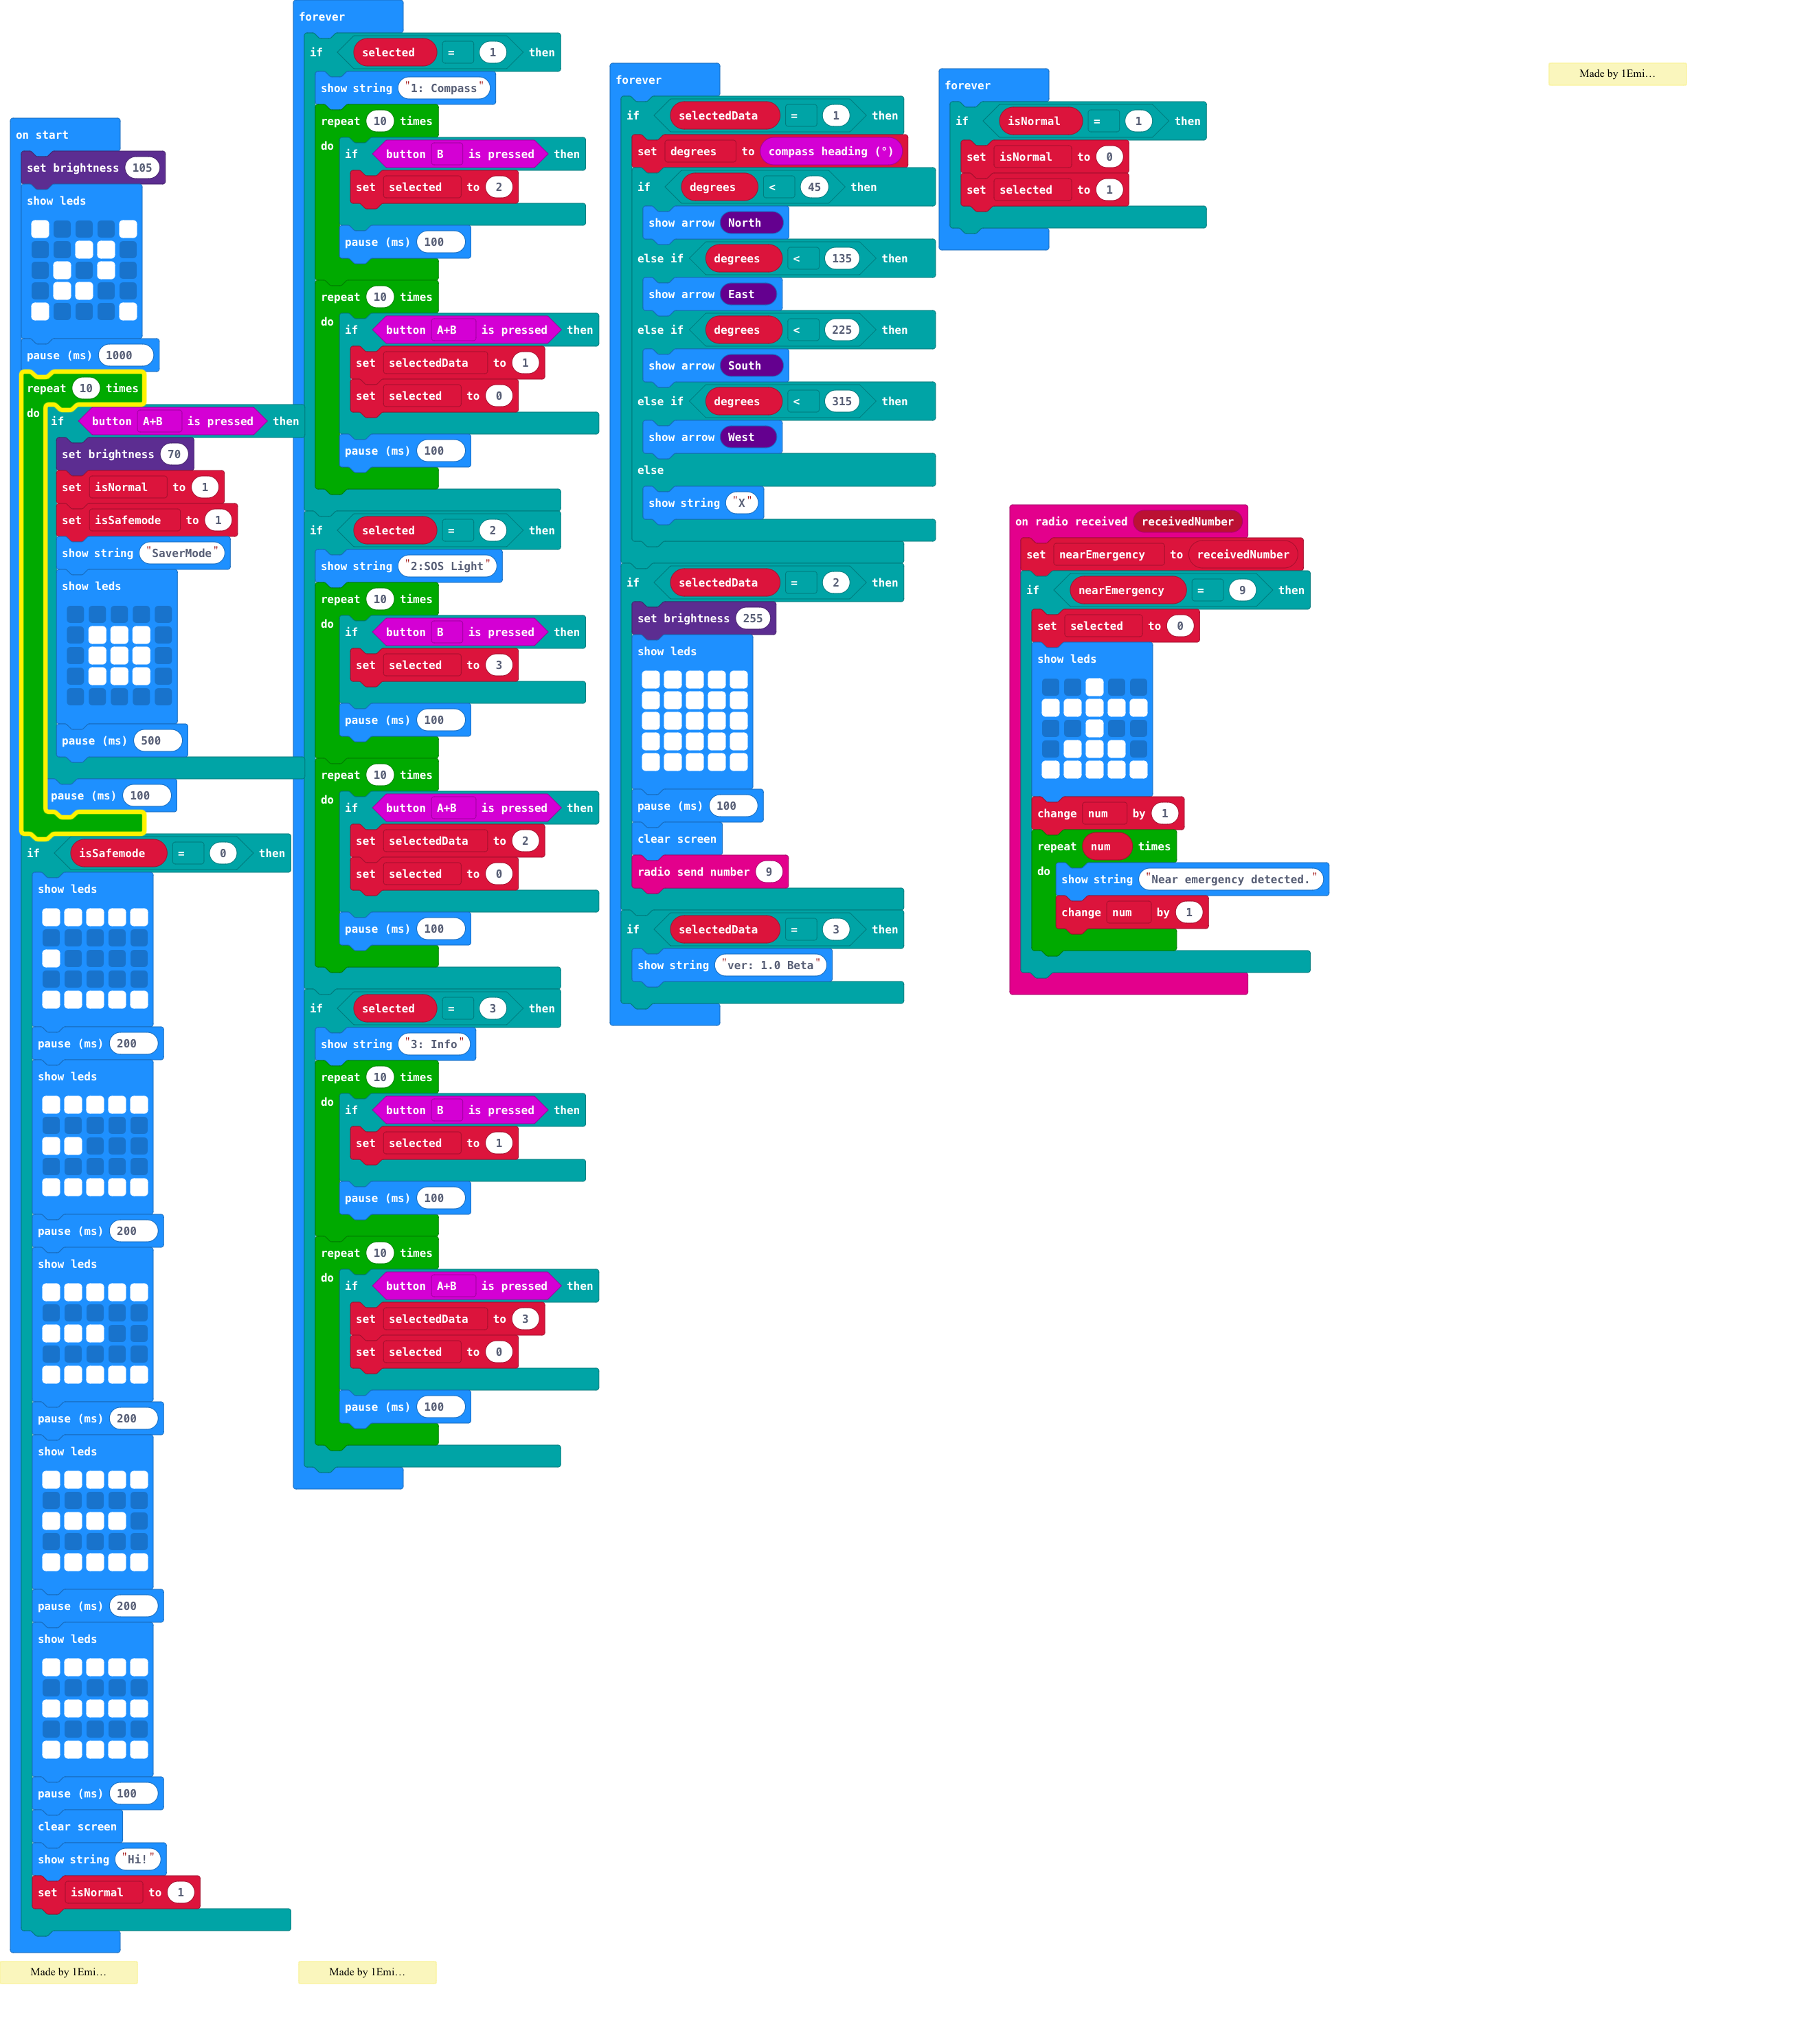 on start
set brightness 105
show leds
pause (ms) 1000
repeat 10 times
do if button A+B is pressed then
set brightness 70
set isNormal to 1
set isSafemode to 1
show string "SaverMode"
show leds
pause (ms) 500
pause (ms) 100
if isSafemode = 0 then
show leds
pause (ms) 200
show leds
pause (ms) 200
show leds
pause (ms) 200
show leds
pause (ms) 200
show leds
pause (ms) 100
clear screen
show string "Hi!"
set isNormal to 1
Made by 1Emi…
forever
if selected = 1 then
show string "1: Compass"
repeat 10 times
do if button B is pressed then
set selected to 2
pause (ms) 100
repeat 10 times
do if button A+B is pressed then
set selectedData to 1
set selected to 0
pause (ms) 100
if selected = 2 then
show string "2:SOS Light"
repeat 10 times
do if button B is pressed then
set selected to 3
pause (ms) 100
repeat 10 times
do if button A+B is pressed then
set selectedData to 2
set selected to 0
pause (ms) 100
if selected = 3 then
show string "3: Info"
repeat 10 times
do if button B is pressed then
set selected to 1
pause (ms) 100
repeat 10 times
do if button A+B is pressed then
set selectedData to 3
set selected to 0
pause (ms) 100
Made by 1Emi…
forever
if selectedData = 1 then
set degrees to compass heading (°)
if degrees < 45 then
show arrow North
else if degrees < 135 then
show arrow East
else if degrees < 225 then
show arrow South
else if degrees < 315 then
show arrow West
else
show string "X"
if selectedData = 2 then
set brightness 255
show leds
pause (ms) 100
clear screen
radio send number 9
if selectedData = 3 then
show string "ver: 1.0 Beta"
forever
if isNormal = 1 then
set isNormal to 0
set selected to 1
on radio received receivedNumber
set nearEmergency to receivedNumber
if nearEmergency = 9 then
set selected to 0
show leds
change num by 1
repeat num times
do show string "Near emergency detected."
change num by 1
Made by 1Emi…